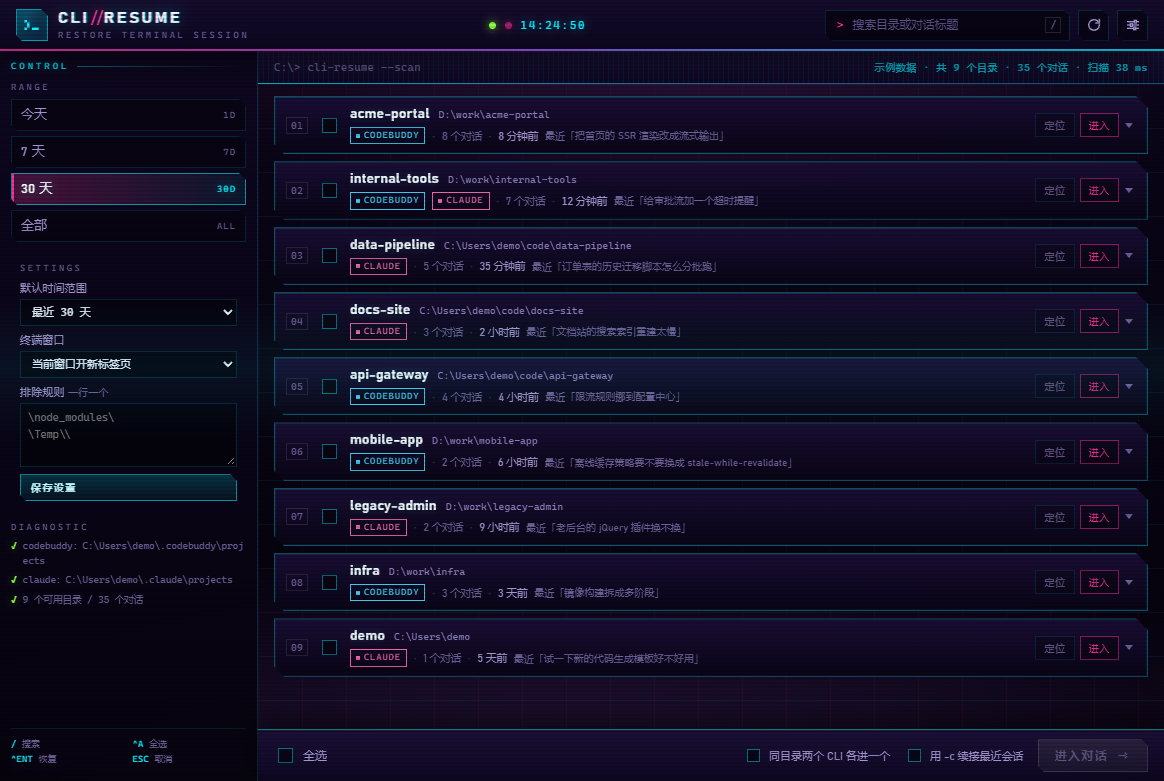 CLI//RESUME
RESTORE TERMINAL SESSION
14:24:50
> 搜索目录或对话标题 /
CONTROL
RANGE
今天 1D
7 天 7D
30 天 30D
全部 ALL
SETTINGS
默认时间范围
最近 30 天
终端窗口
当前窗口开新标签页
排除规则 一行一个
\node_modules\
\Temp\\
保存设置
DIAGNOSTIC
✓ codebuddy: C:\Users\demo\.codebuddy\proj
ects
✓ claude: C:\Users\demo\.claude\projects
✓ 9 个可用目录 / 35 个对话
/ 搜索 ^A 全选
^ENT 恢复 ESC 取消
C:\> cli-resume --scan
示例数据 · 共 9 个目录 · 35 个对话 · 扫描 38 ms
01 acme-portal D:\work\acme-portal
CODEBUDDY · 8 个对话 · 8 分钟前 最近「把首页的 SSR 渲染改成流式输出」
定位 进入
02 internal-tools D:\work\internal-tools
CODEBUDDY CLAUDE · 7 个对话 · 12 分钟前 最近「给审批流加一个超时提醒」
定位 进入
03 data-pipeline C:\Users\demo\code\data-pipeline
CLAUDE · 5 个对话 · 35 分钟前 最近「订单表的历史迁移脚本怎么分批跑」
定位 进入
04 docs-site C:\Users\demo\code\docs-site
CLAUDE · 3 个对话 · 2 小时前 最近「文档站的搜索索引重建太慢」
定位 进入
05 api-gateway C:\Users\demo\code\api-gateway
CODEBUDDY · 4 个对话 · 4 小时前 最近「限流规则挪到配置中心」
定位 进入
06 mobile-app D:\work\mobile-app
CODEBUDDY · 2 个对话 · 6 小时前 最近「离线缓存策略要不要换成 stale-while-revalidate」
定位 进入
07 legacy-admin D:\work\legacy-admin
CLAUDE · 2 个对话 · 9 小时前 最近「老后台的 jQuery 插件换不换」
定位 进入
08 infra D:\work\infra
CODEBUDDY · 3 个对话 · 3 天前 最近「镜像构建拆成多阶段」
定位 进入
09 demo C:\Users\demo
CLAUDE · 1 个对话 · 5 天前 最近「试一下新的代码生成模板好不好用」
定位 进入
全选
同目录两个 CLI 各进一个 用 -c 续接最近会话 进入对话 →